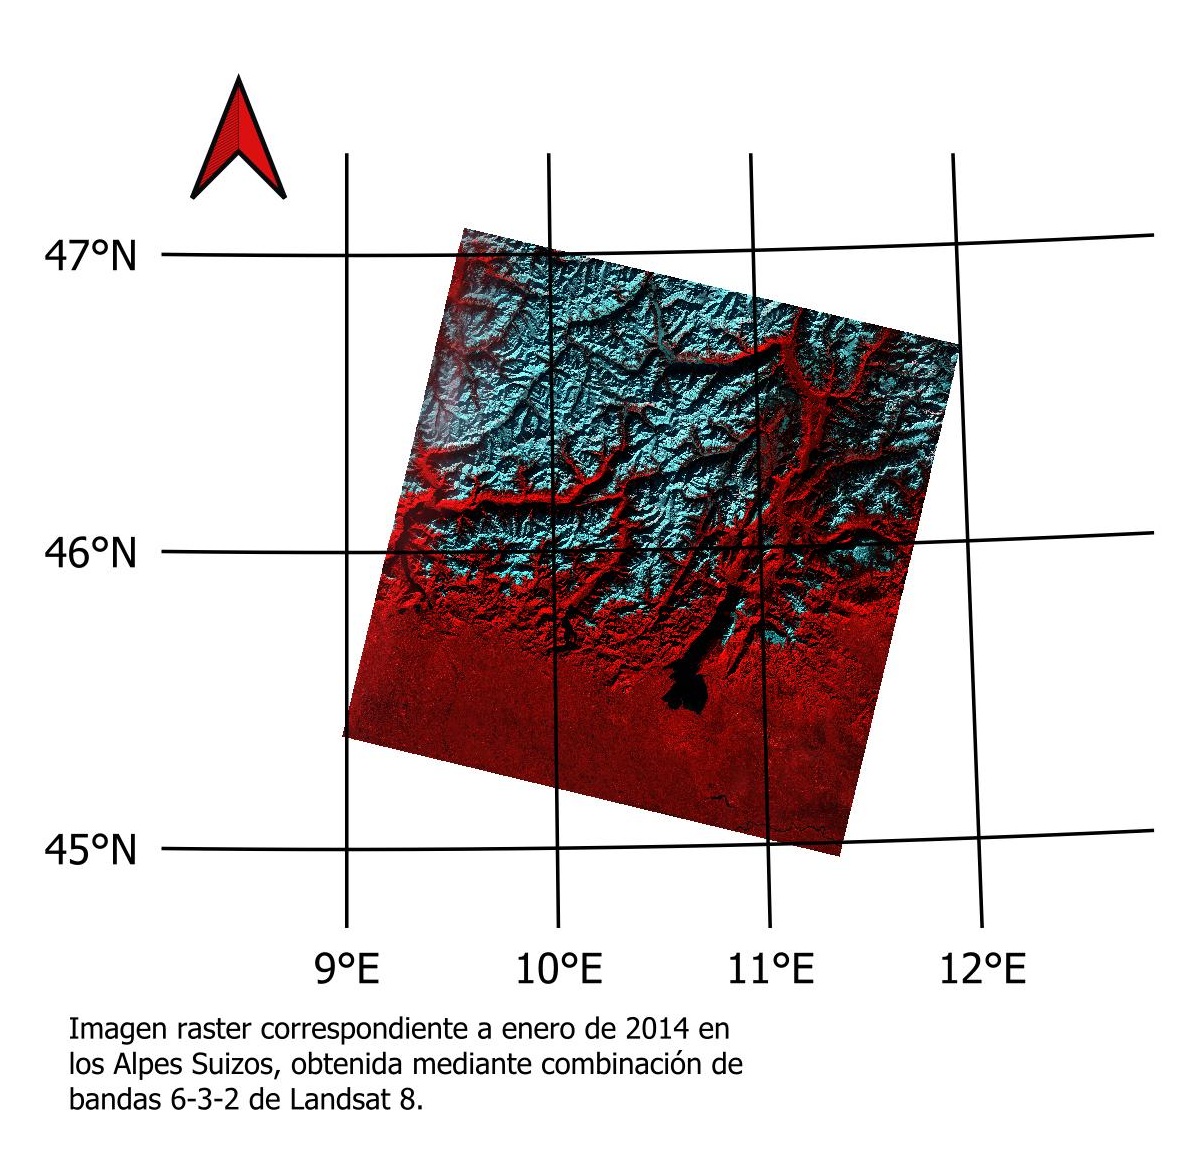 47°N
46°N
45°N
9°E 10°E 11°E 12°E
Imagen raster correspondiente a enero de 2014 en
los Alpes Suizos, obtenida mediante combinación de
bandas 6-3-2 de Landsat 8.